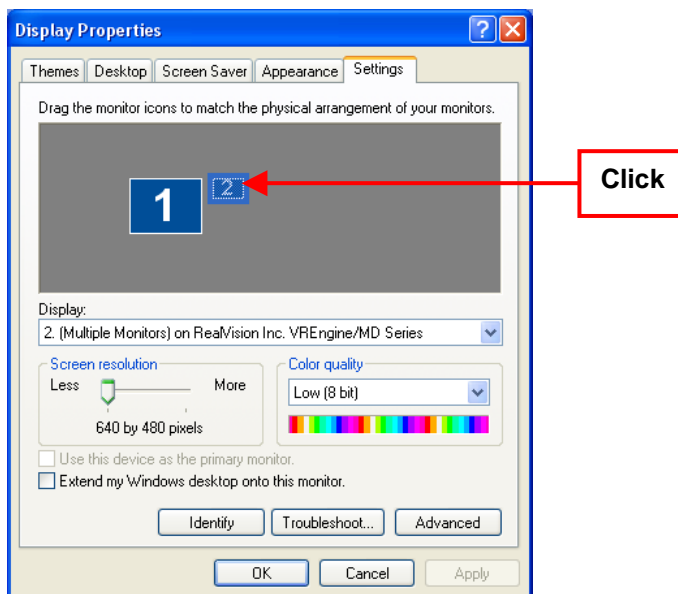 Display Properties
Themes Desktop Screen Saver Appearance Settings
Drag the monitor icons to match the physical arrangement of your monitors.
1 2
Click
Display:
2. (Multiple Monitors) on RealVision Inc. VREngine/MD Series
Screen resolution
Less More
640 by 480 pixels
Color quality
Low (8 bit)
Use this device as the primary monitor.
Extend my Windows desktop onto this monitor.
Identify Troubleshoot... Advanced
OK Cancel Apply